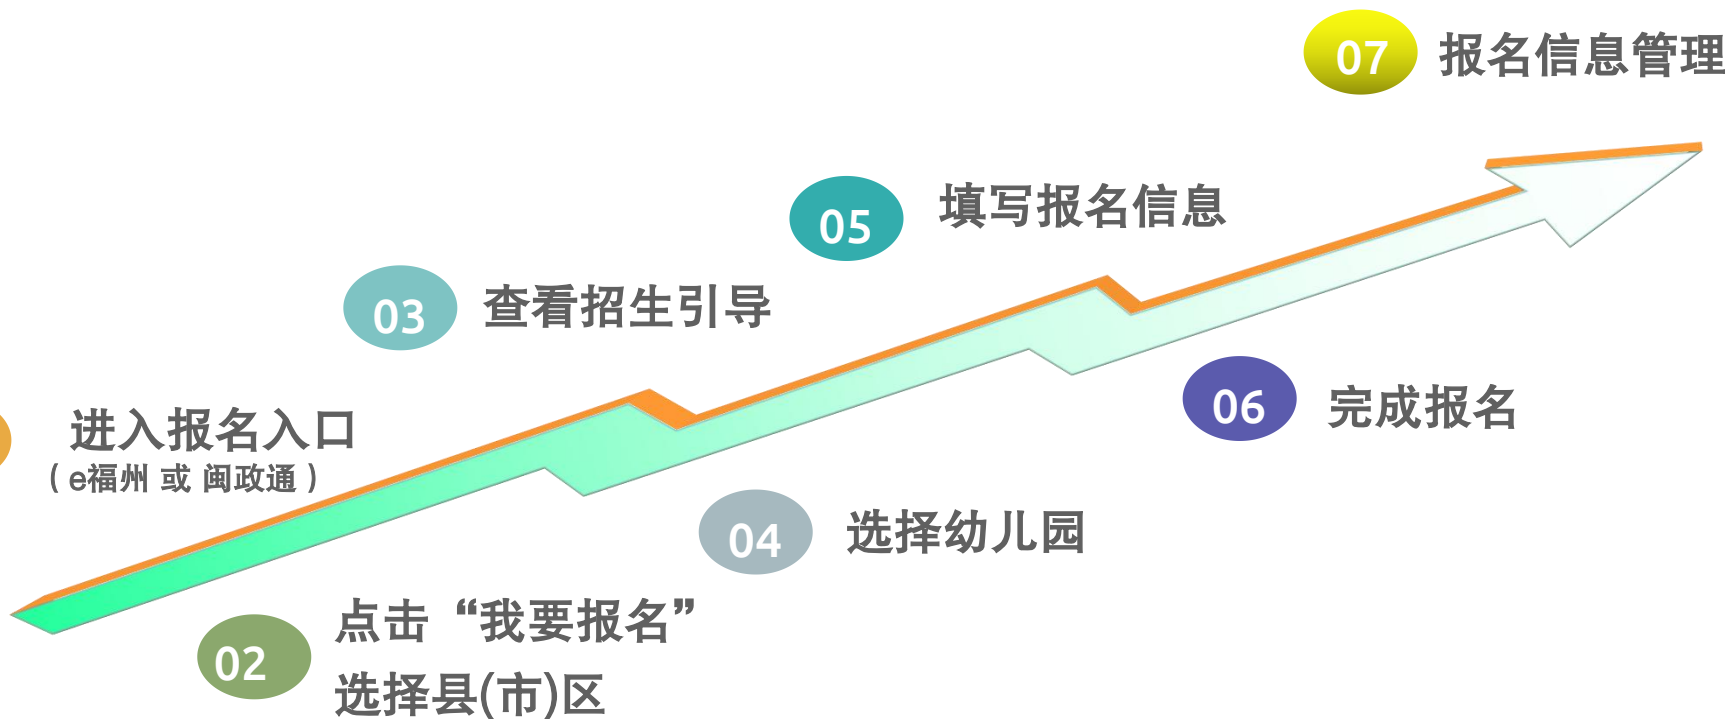 进入报名入口
（e福州 或 闽政通）
02
点击“我要报名”
选择县(市)区
03
查看招生引导
04
选择幼儿园
05
填写报名信息
06
完成报名
07
报名信息管理